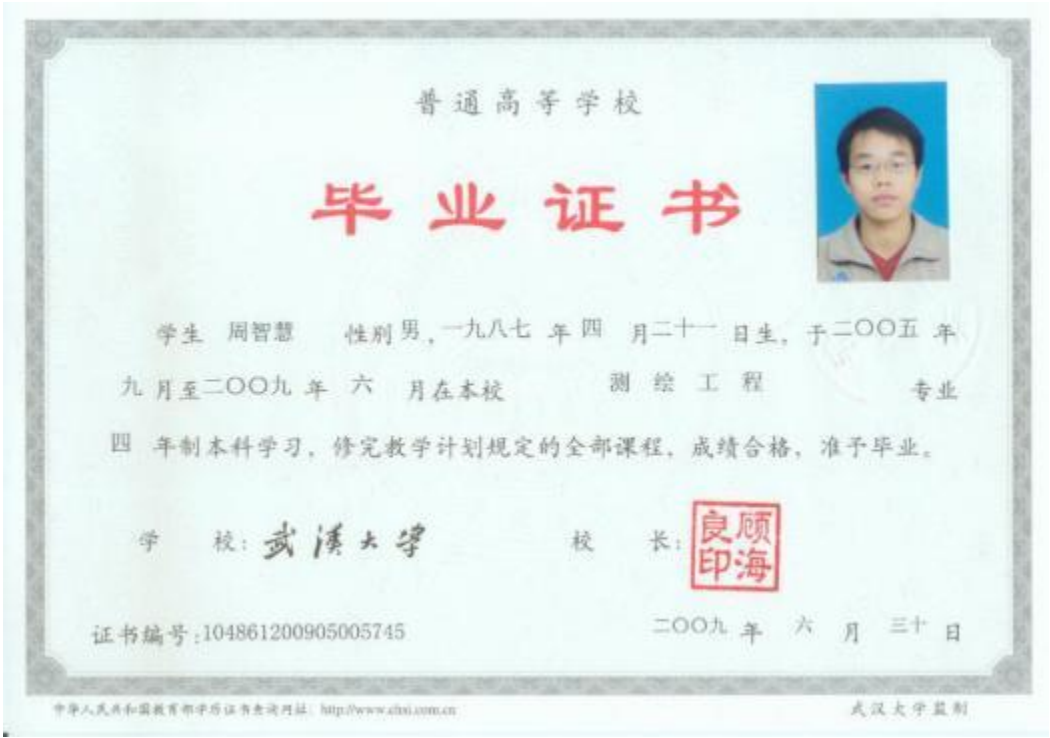 普通高等学校
毕业证书
学生 周智慧 性别 男，一九八七 年 四 月二十一 日生，于二〇〇五 年
九 月至二〇〇九 年 六 月在本校 测绘工程 专业
四 年制本科学习，修完教学计划规定的全部课程，成绩合格，准予毕业。
学 校：武汉大学 校 长：顾海良印
证书编号：104861200905005745 二〇〇九 年 六 月 三十 日
中华人民共和国教育部学历证书查询网址：http://www.chsi.com.cn 武汉大学监制